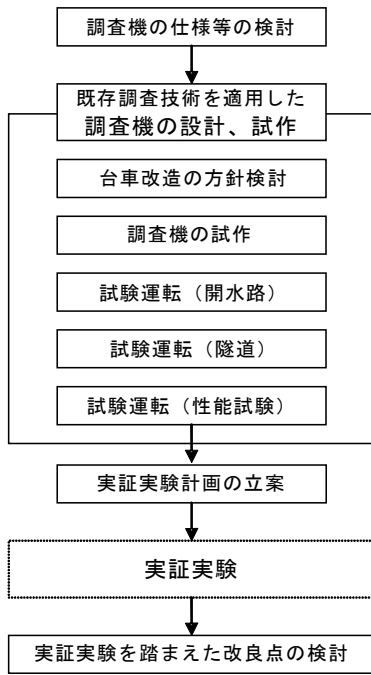 調査機の仕様等の検討
既存調査技術を適用した
調査機の設計、試作
台車改造の方針検討
調査機の試作
試験運転（開水路）
試験運転（隧道）
試験運転（性能試験）
実証実験計画の立案
実証実験
実証実験を踏まえた改良点の検討